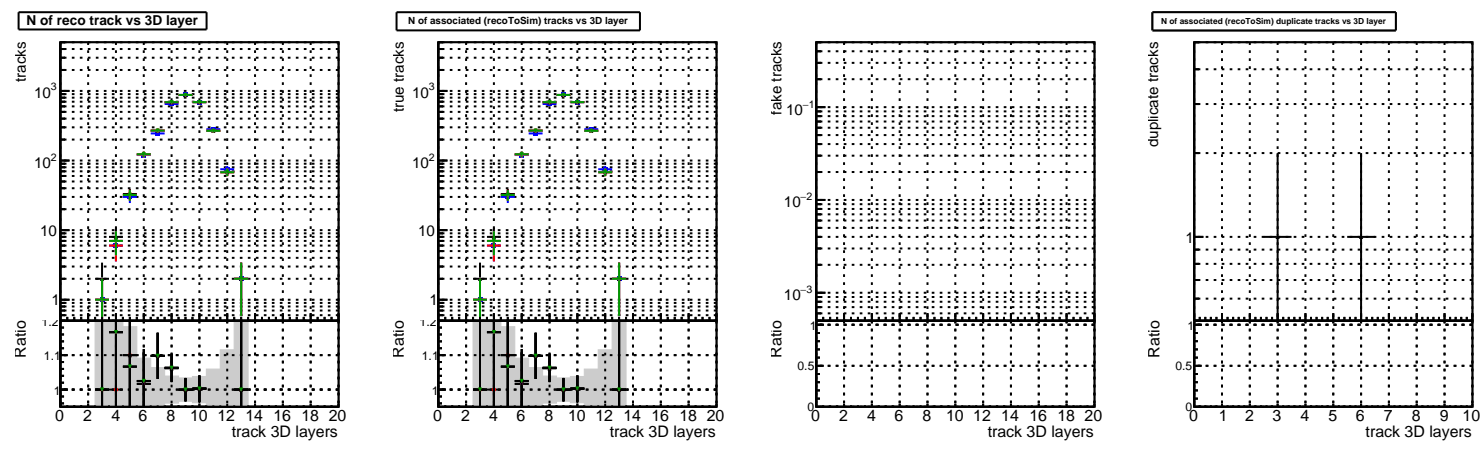 N of reco track vs 3D layer
tracks
10³
10²
10
1
Ratio
1.2
1.1
1
0 2 4 6 8 10 12 14 16 18 20
track 3D layers
N of associated (recoToSim) tracks vs 3D layer
true tracks
10³
10²
10
1
Ratio
1.2
1.1
1
0 2 4 6 8 10 12 14 16 18 20
track 3D layers
fake tracks
10⁻¹
10⁻²
10⁻³
Ratio
1
0.5
0
0 2 4 6 8 10 12 14 16 18 20
track 3D layers
N of associated (recoToSim) duplicate tracks vs 3D layer
duplicate tracks
1
Ratio
1
0.5
0
0 1 2 3 4 5 6 7 8 9 10
track 3D layers